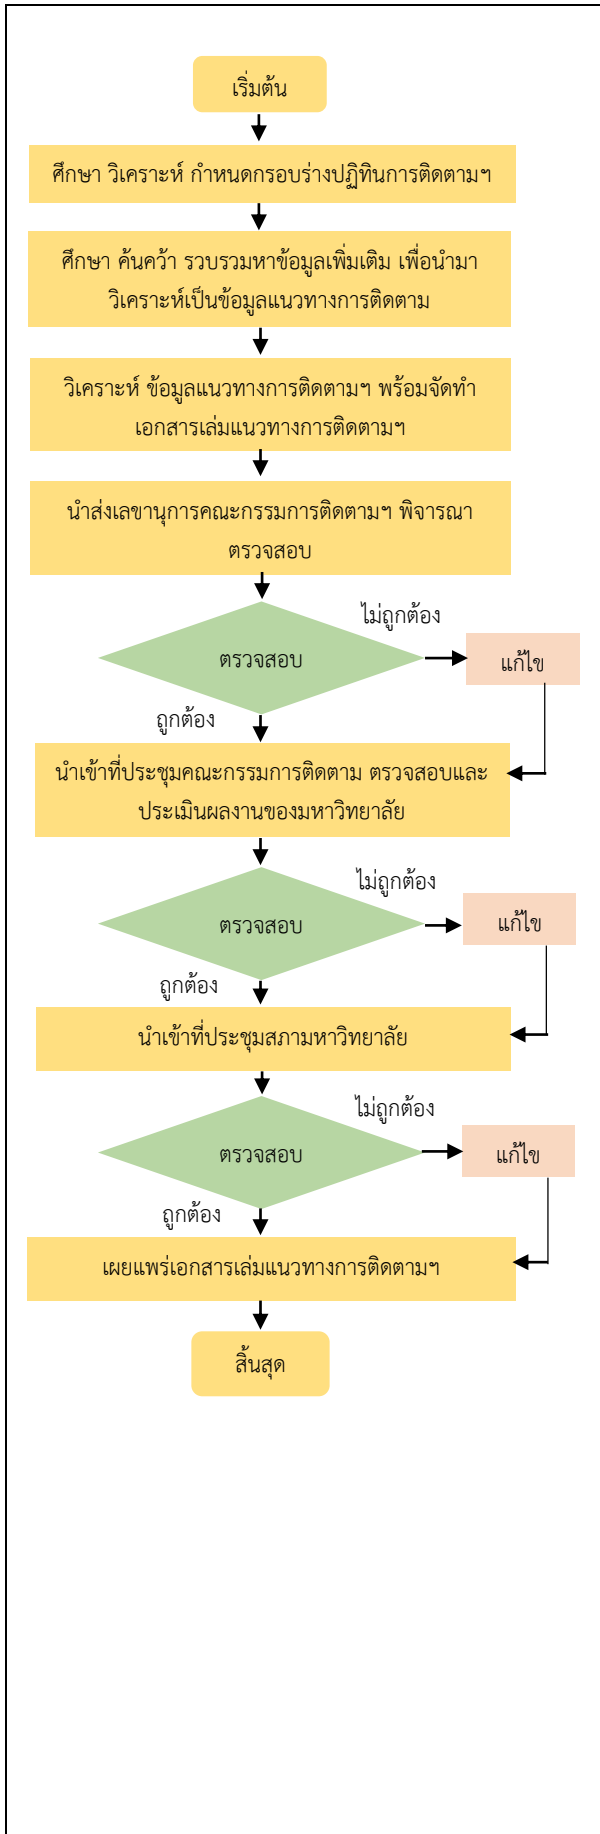 เริ่มต้น
ศึกษา วิเคราะห์ กำหนดกรอบร่างปฏิทินการติดตามฯ
ศึกษา ค้นคว้า รวบรวมหาข้อมูลเพิ่มเติม เพื่อนำมา
วิเคราะห์เป็นข้อมูลแนวทางการติดตาม
วิเคราะห์ ข้อมูลแนวทางการติดตามฯ พร้อมจัดทำ
เอกสารเล่มแนวทางการติดตามฯ
นำส่งเลขานุการคณะกรรมการติดตามฯ พิจารณา
ตรวจสอบ
ไม่ถูกต้อง
ตรวจสอบ
แก้ไข
ถูกต้อง
นำเข้าที่ประชุมคณะกรรมการติดตาม ตรวจสอบและ
ประเมินผลงานของมหาวิทยาลัย
ไม่ถูกต้อง
ตรวจสอบ
แก้ไข
ถูกต้อง
นำเข้าที่ประชุมสภามหาวิทยาลัย
ไม่ถูกต้อง
ตรวจสอบ
แก้ไข
ถูกต้อง
เผยแพร่เอกสารเล่มแนวทางการติดตามฯ
สิ้นสุด